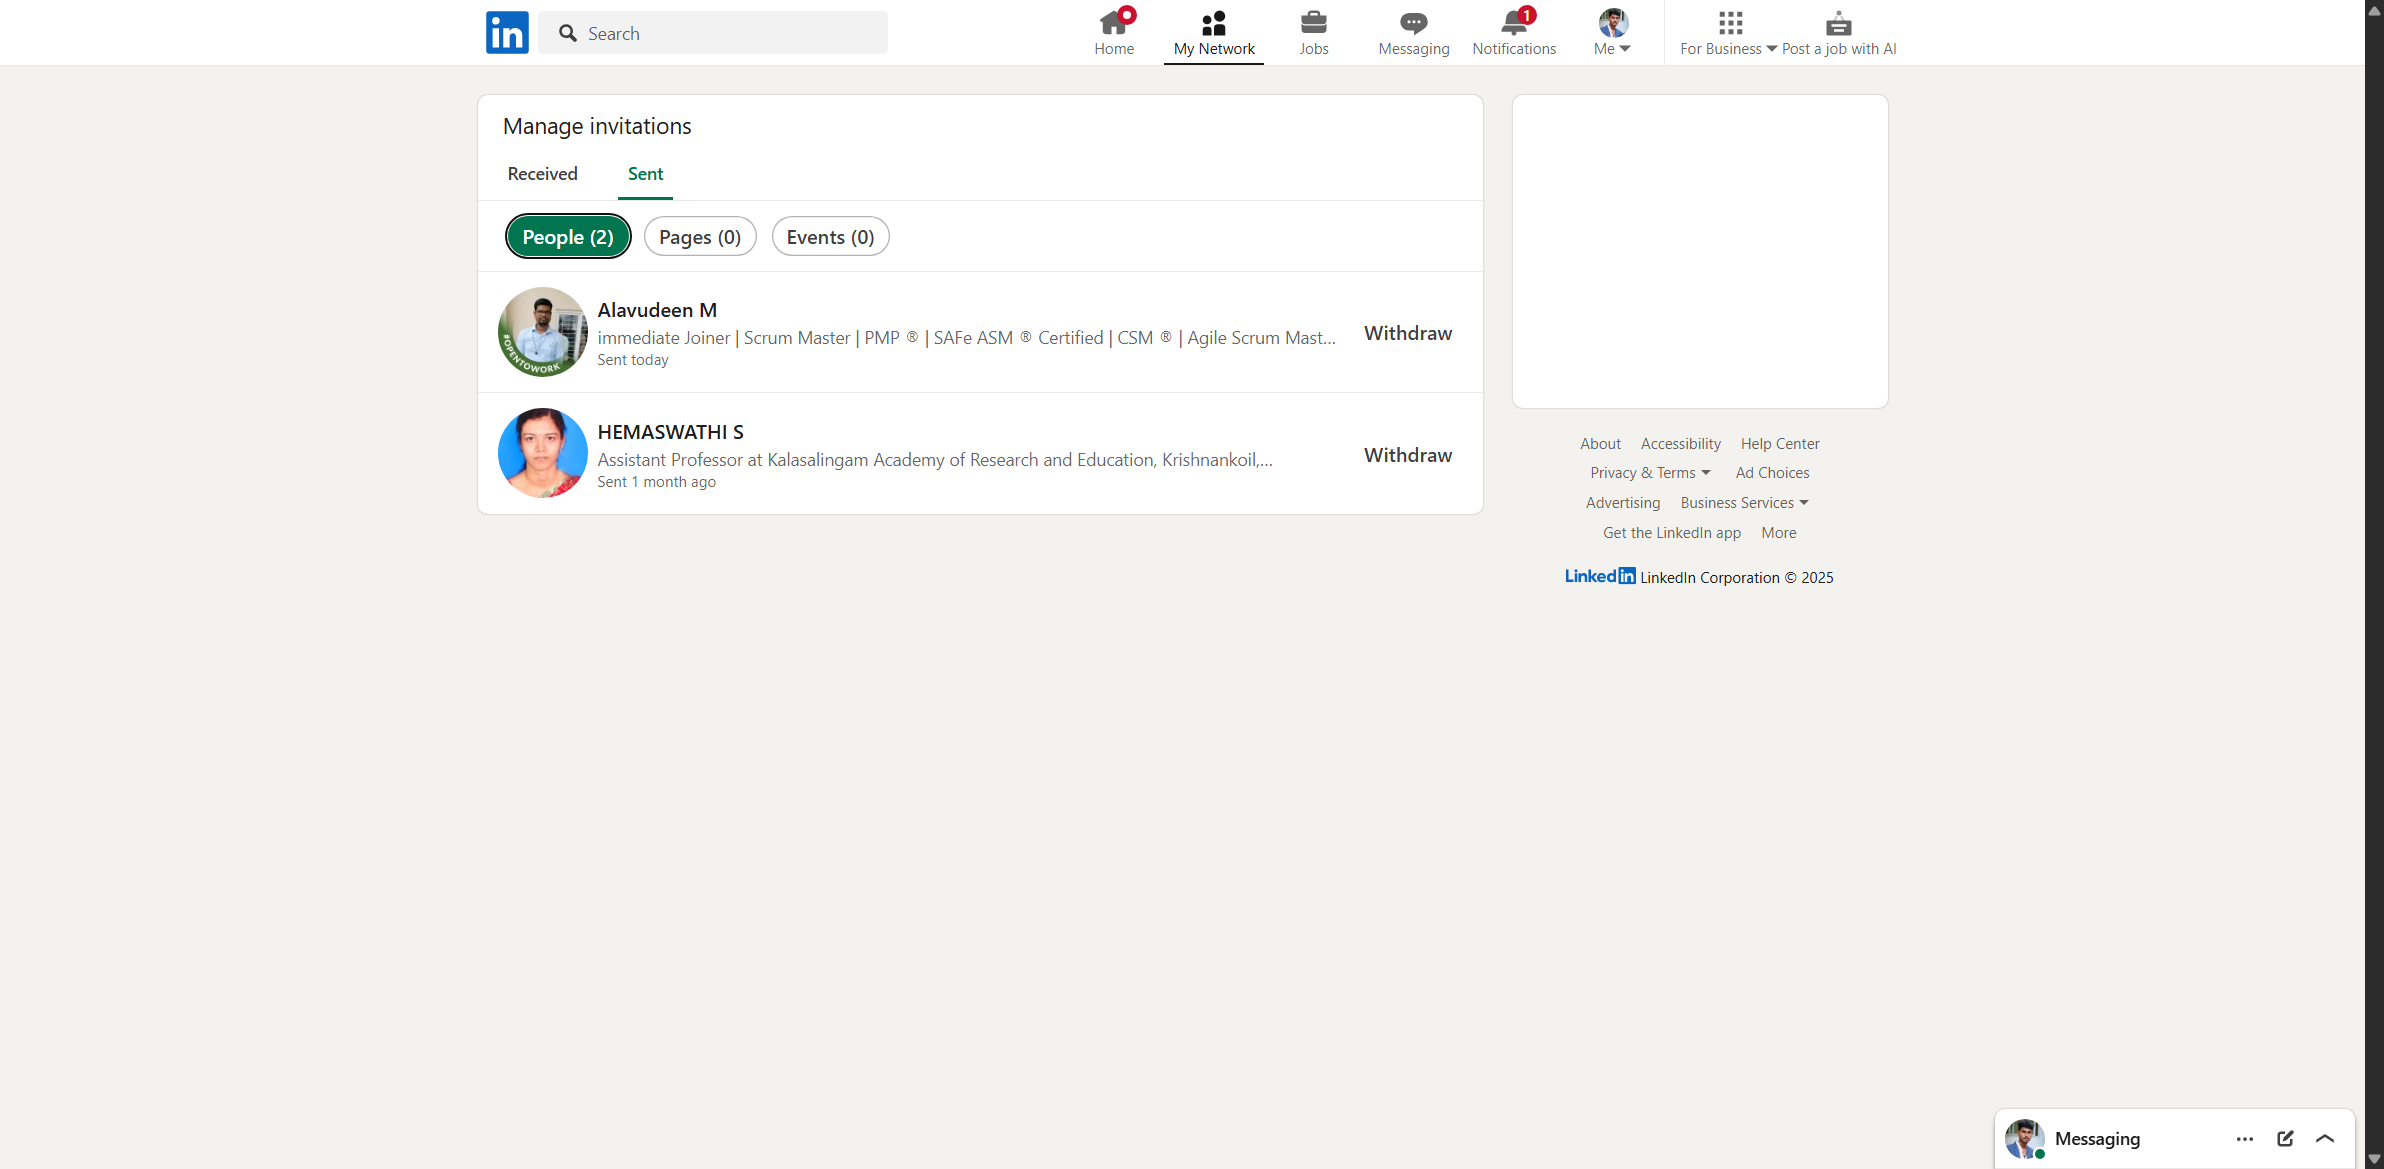 in
Search
Home
My Network
Jobs
Messaging
1
Notifications
Me
For Business
Post a job with AI
Manage invitations
Received
Sent
People (2)
Pages (0)
Events (0)
Alavudeen M
immediate Joiner | Scrum Master | PMP ® | SAFe ASM ® Certified | CSM ® | Agile Scrum Mast...
Sent today
Withdraw
#OPENTOWORK
HEMASWATHI S
Assistant Professor at Kalasalingam Academy of Research and Education, Krishnankoil,...
Sent 1 month ago
Withdraw
About
Accessibility
Help Center
Privacy & Terms
Ad Choices
Advertising
Business Services
Get the LinkedIn app
More
LinkedIn LinkedIn Corporation © 2025
Messaging